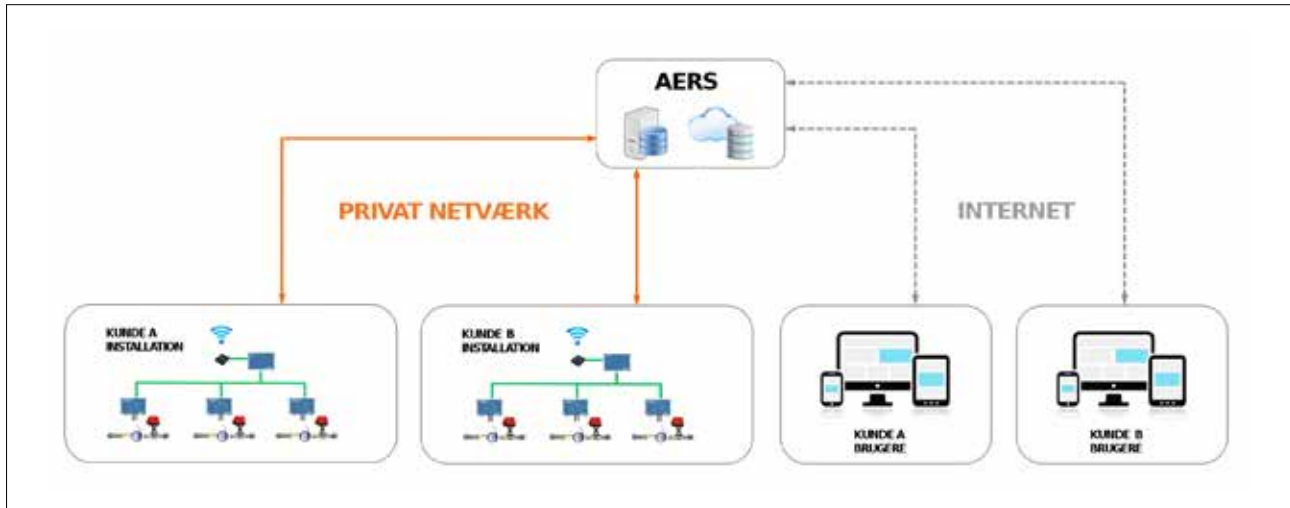 AERS
PRIVAT NETVÆRK
INTERNET
KUNDE A
INSTALLATION
KUNDE B
INSTALLATION
KUNDE A
BRUGERE
KUNDE B
BRUGERE